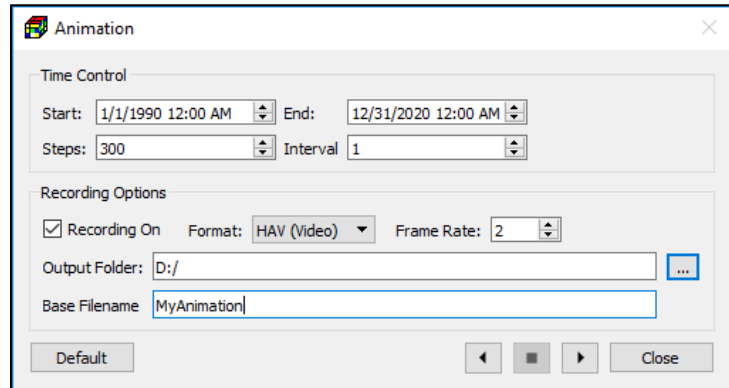 Animation
Time Control
Start: 1/1/1990 12:00 AM End: 12/31/2020 12:00 AM
Steps: 300 Interval 1
Recording Options
Recording On Format: HAV (Video) Frame Rate: 2
Output Folder: D:/ ...
Base Filename MyAnimation
Default Close